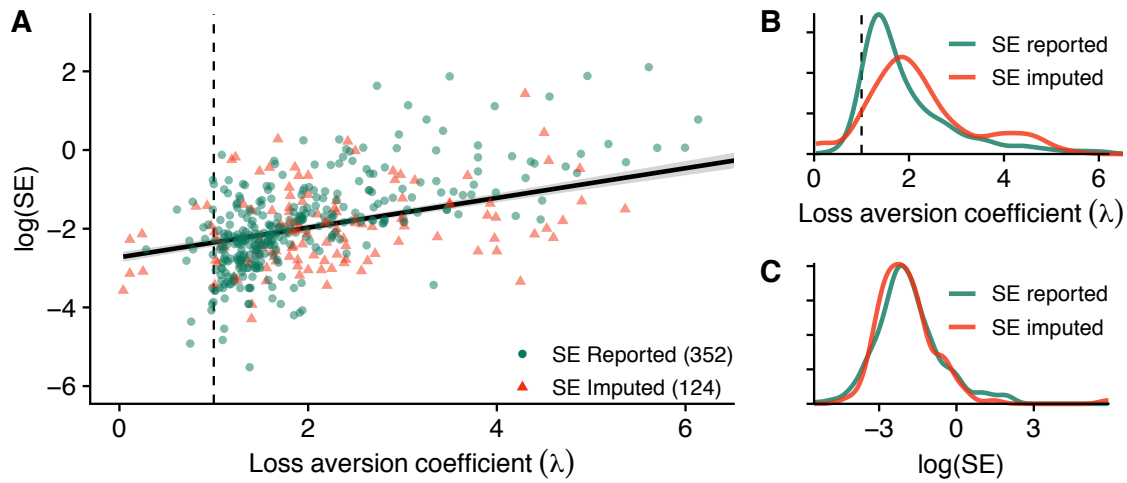 A
log(SE)
2
0
−2
−4
−6
SE Reported (352)
SE Imputed (124)
0 2 4 6
Loss aversion coefficient (λ)
B
SE reported
SE imputed
0 2 4 6
Loss aversion coefficient (λ)
C
SE reported
SE imputed
−3 0 3
log(SE)